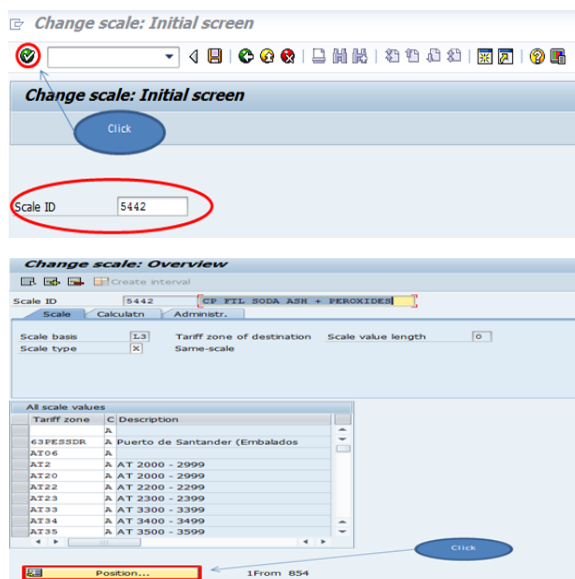 Change scale: Initial screen
Change scale: Initial screen
Click
Scale ID 5442
Change scale: Overview
Create interval
Scale ID 5442 CP FTL SODA ASH + PEROXIDES
Scale Calculatn Administr.
Scale basis L3 Tariff zone of destination Scale value length 0
Scale type X Same-scale
All scale values
Tariff zone C Description
A
63PESSDR A Puerto de Santander (Embalados
AT06 A
AT2 A AT 2000 - 2999
AT20 A AT 2000 - 2999
AT22 A AT 2200 - 2299
AT23 A AT 2300 - 2399
AT33 A AT 3300 - 3399
AT34 A AT 3400 - 3499
AT35 A AT 3500 - 3599
Click
Position... 1From 854